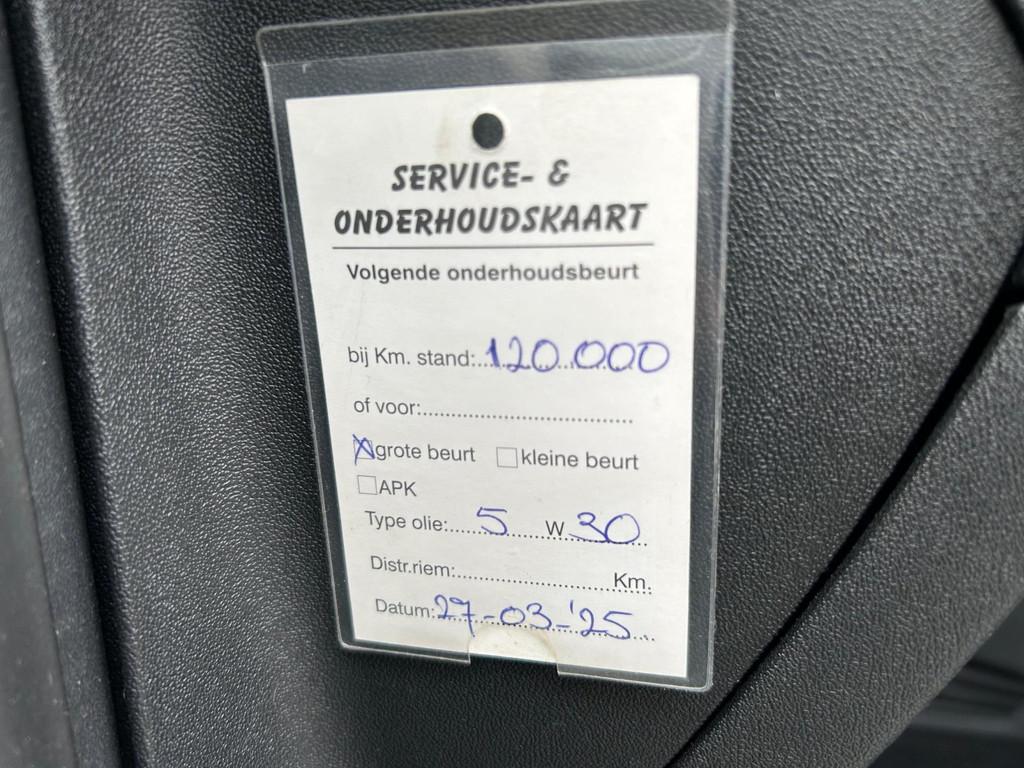 SERVICE- &
ONDERHOUDSKAART
Volgende onderhoudsbeurt
bij Km. stand:..120.000
of voor:..........................................
☒grote beurt ☐kleine beurt
☐APK
Type olie:.....5......W.30..
Distr.riem:..............................Km.
Datum:27-03-'25....